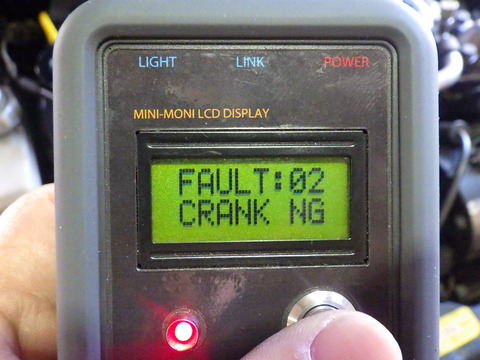 LIGHT LINK POWER
MINI-MONI LCD DISPLAY
FAULT:02
CRANK NG